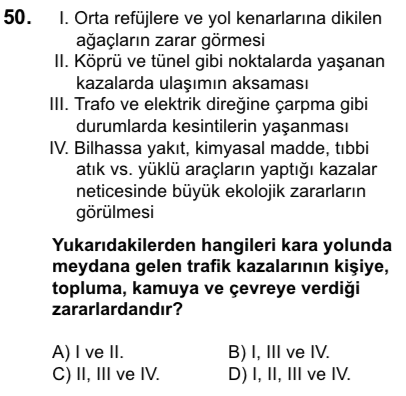 50. I. Orta refüjlere ve yol kenarlarına dikilen
ağaçların zarar görmesi
II. Köprü ve tünel gibi noktalarda yaşanan
kazalarda ulaşımın aksaması
III. Trafo ve elektrik direğine çarpma gibi
durumlarda kesintilerin yaşanması
IV. Bilhassa yakıt, kimyasal madde, tıbbi
atık vs. yüklü araçların yaptığı kazalar
neticesinde büyük ekolojik zararların
görülmesi
Yukarıdakilerden hangileri kara yolunda
meydana gelen trafik kazalarının kişiye,
topluma, kamuya ve çevreye verdiği
zararlardandır?
A) I ve II. B) I, III ve IV.
C) II, III ve IV. D) I, II, III ve IV.